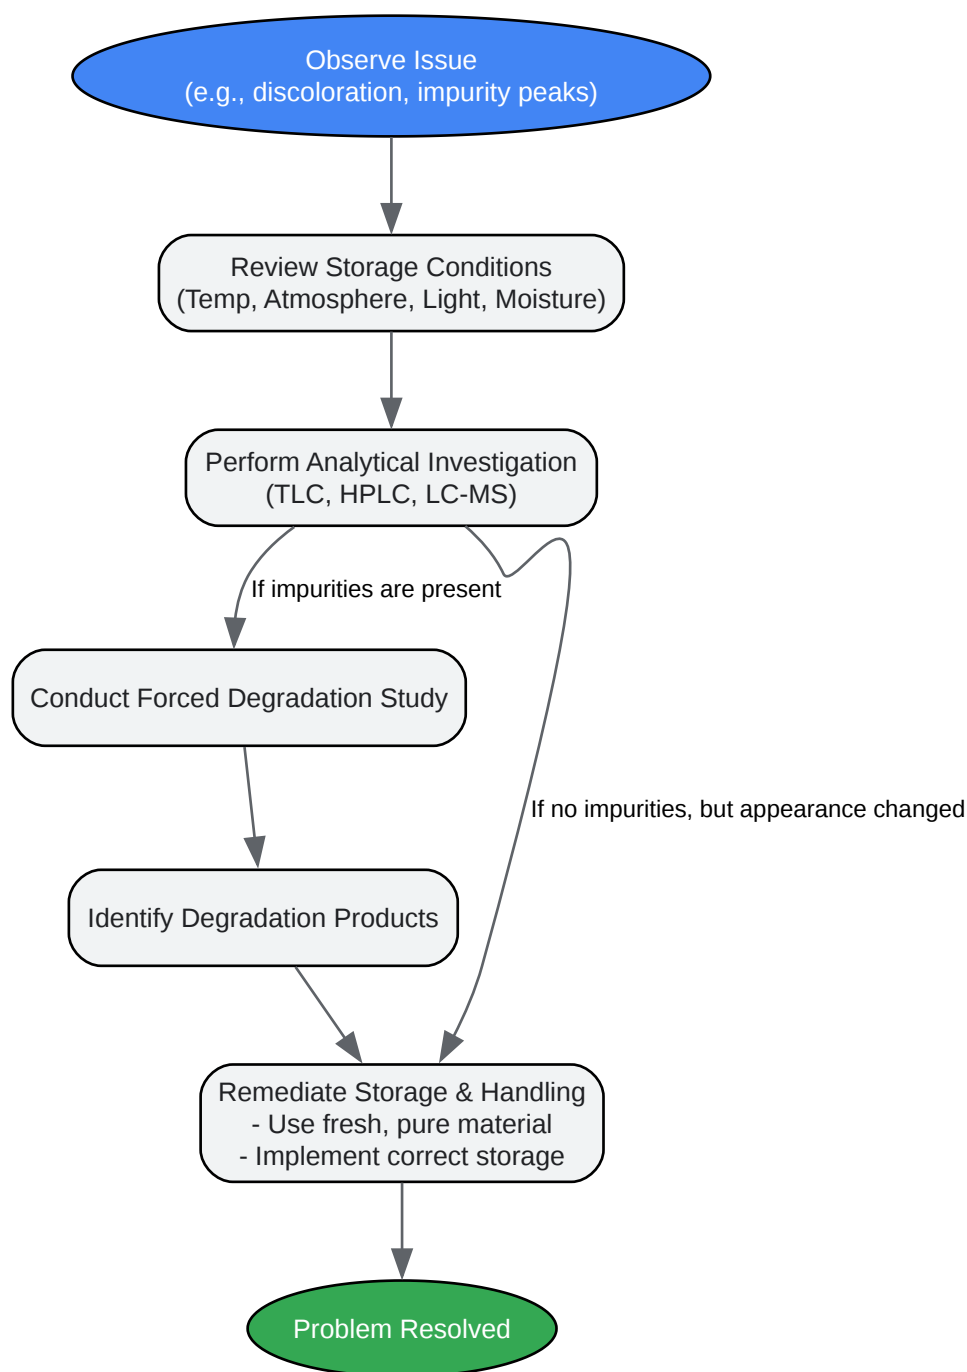 Observe Issue
(e.g., discoloration, impurity peaks)
Review Storage Conditions
(Temp, Atmosphere, Light, Moisture)
Perform Analytical Investigation
(TLC, HPLC, LC-MS)
If impurities are present
Conduct Forced Degradation Study
If no impurities, but appearance changed
Identify Degradation Products
Remediate Storage & Handling
- Use fresh, pure material
- Implement correct storage
Problem Resolved